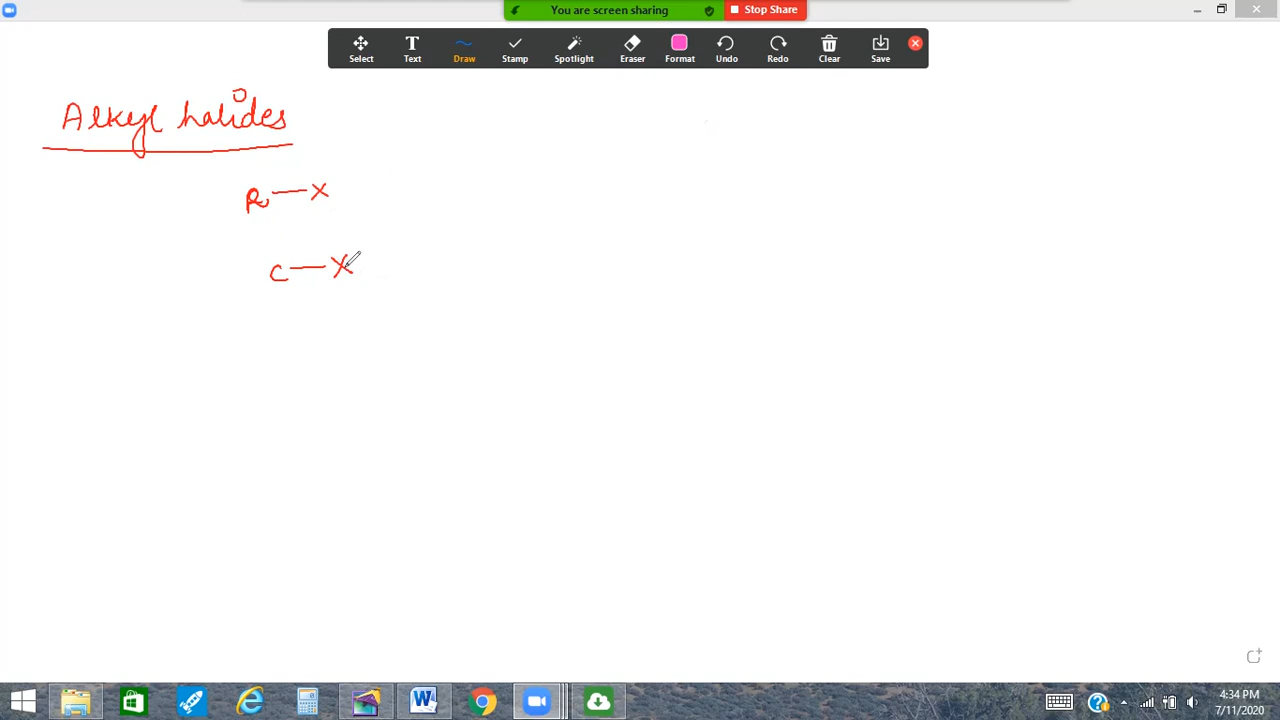 You are screen sharing Stop Share
Select Text Draw Stamp Spotlight Eraser Format Undo Redo Clear Save
Alkyl halides
R — X
C — X
4:34 PM
7/11/2020